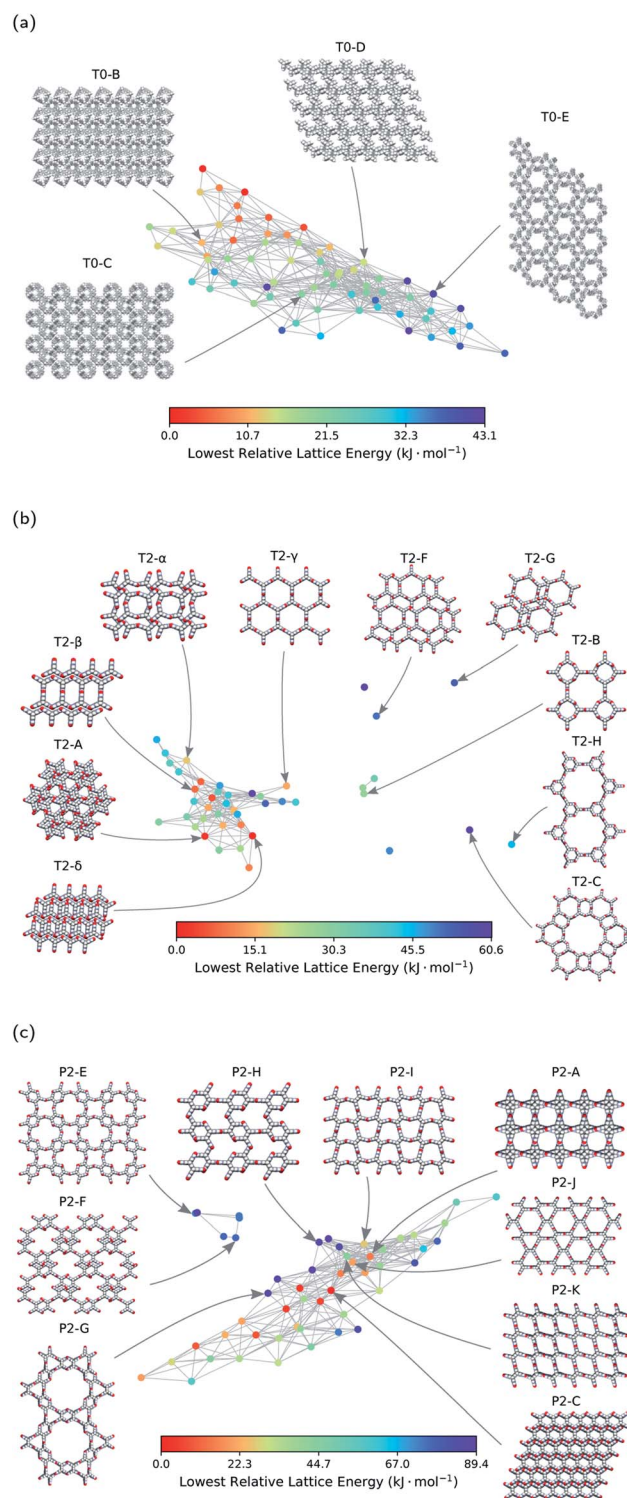 (a)
T0-D
T0-B
T0-E
T0-C
0.0 10.7 21.5 32.3 43.1
Lowest Relative Lattice Energy (kJ · mol⁻¹)
(b)
T2-α T2-γ T2-F T2-G
T2-β
T2-B
T2-A
T2-H
T2-δ
T2-C
0.0 15.1 30.3 45.5 60.6
Lowest Relative Lattice Energy (kJ · mol⁻¹)
(c)
P2-E P2-H P2-I P2-A
P2-F
P2-J
P2-G
P2-K
P2-C
0.0 22.3 44.7 67.0 89.4
Lowest Relative Lattice Energy (kJ · mol⁻¹)